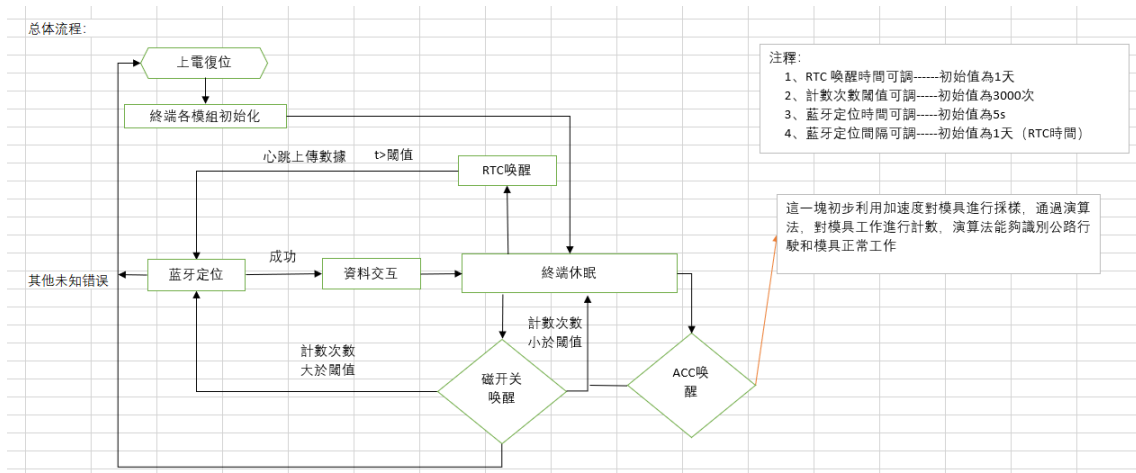 总体流程：
上電復位
終端各模組初始化
注釋：
1、RTC 喚醒時間可調------初始值為1天
2、計數次數閾值可調-----初始值為3000次
3、藍牙定位時間可調-----初始值為5s
4、藍牙定位間隔可調-----初始值為1天（RTC時間）
心跳上傳數據 t>閾值
RTC唤醒
這一塊初步利用加速度對模具進行採樣，通過演算
法，對模具工作進行計數，演算法能夠識別公路行
駛和模具正常工作
其他未知错误
蓝牙定位
成功
資料交互
終端休眠
計數次數
小於閾值
計數次數
大於閾值
磁开关
唤醒
ACC唤
醒